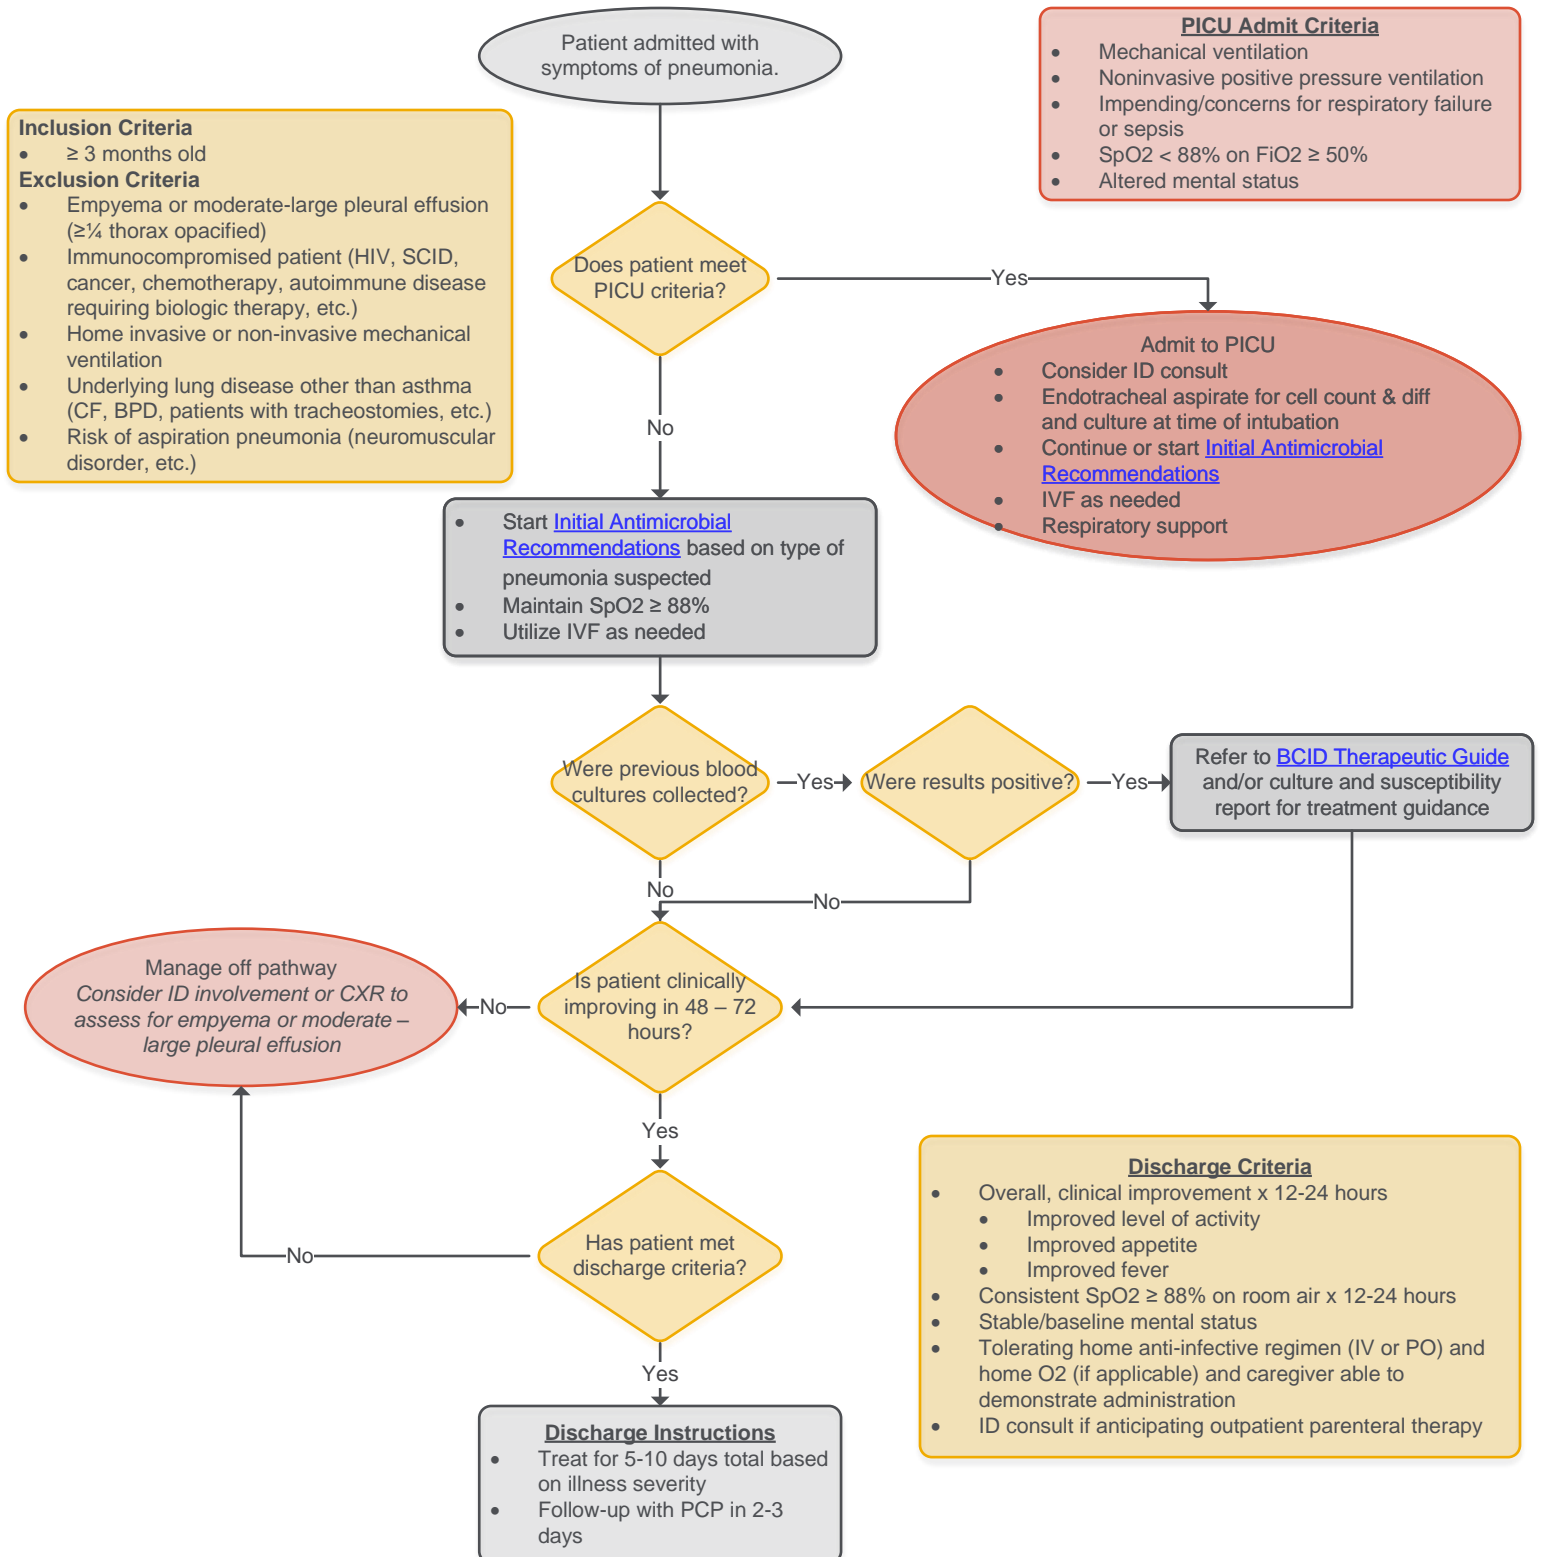 Patient admitted with
symptoms of pneumonia.
PICU Admit Criteria
• Mechanical ventilation
• Noninvasive positive pressure ventilation
• Impending/concerns for respiratory failure
or sepsis
• SpO2 < 88% on FiO2 ≥ 50%
• Altered mental status
Inclusion Criteria
• ≥ 3 months old
Exclusion Criteria
• Empyema or moderate-large pleural effusion
(≥¼ thorax opacified)
• Immunocompromised patient (HIV, SCID,
cancer, chemotherapy, autoimmune disease
requiring biologic therapy, etc.)
• Home invasive or non-invasive mechanical
ventilation
• Underlying lung disease other than asthma
(CF, BPD, patients with tracheostomies, etc.)
• Risk of aspiration pneumonia (neuromuscular
disorder, etc.)
Does patient meet
PICU criteria?
Yes
Admit to PICU
• Consider ID consult
• Endotracheal aspirate for cell count & diff
and culture at time of intubation
• Continue or start Initial Antimicrobial
Recommendations
• IVF as needed
• Respiratory support
No
• Start Initial Antimicrobial
Recommendations based on type of
pneumonia suspected
• Maintain SpO2 ≥ 88%
• Utilize IVF as needed
Were previous blood
cultures collected?
Yes
Were results positive?
Yes
Refer to BCID Therapeutic Guide
and/or culture and susceptibility
report for treatment guidance
No
No
Is patient clinically
improving in 48 – 72
hours?
No
Manage off pathway
Consider ID involvement or CXR to
assess for empyema or moderate –
large pleural effusion
Yes
Has patient met
discharge criteria?
No
Yes
Discharge Criteria
• Overall, clinical improvement x 12-24 hours
• Improved level of activity
• Improved appetite
• Improved fever
• Consistent SpO2 ≥ 88% on room air x 12-24 hours
• Stable/baseline mental status
• Tolerating home anti-infective regimen (IV or PO) and
home O2 (if applicable) and caregiver able to
demonstrate administration
• ID consult if anticipating outpatient parenteral therapy
Discharge Instructions
• Treat for 5-10 days total based
on illness severity
• Follow-up with PCP in 2-3
days